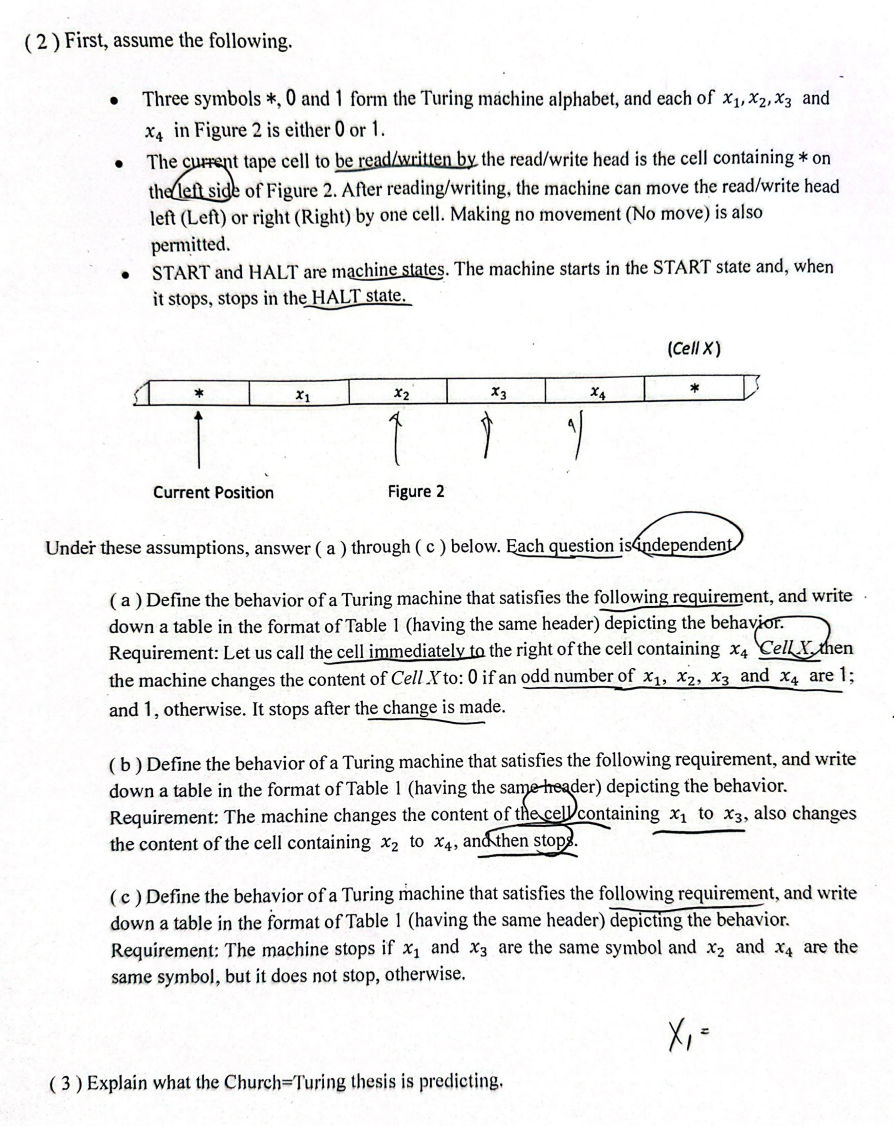 ( 2 ) First, assume the following.
• Three symbols *, 0 and 1 form the Turing machine alphabet, and each of x₁, x₂, x₃ and
x₄ in Figure 2 is either 0 or 1.
• The current tape cell to be read/written by the read/write head is the cell containing * on
the left side of Figure 2. After reading/writing, the machine can move the read/write head
left (Left) or right (Right) by one cell. Making no movement (No move) is also
permitted.
• START and HALT are machine states. The machine starts in the START state and, when
it stops, stops in the HALT state.
(Cell X)
* x₁ x₂ x₃ x₄ *
Current Position Figure 2
Under these assumptions, answer ( a ) through ( c ) below. Each question is independent.
( a ) Define the behavior of a Turing machine that satisfies the following requirement, and write
down a table in the format of Table 1 (having the same header) depicting the behavior.
Requirement: Let us call the cell immediately to the right of the cell containing x₄ Cell X, then
the machine changes the content of Cell X to: 0 if an odd number of x₁, x₂, x₃ and x₄ are 1;
and 1, otherwise. It stops after the change is made.
( b ) Define the behavior of a Turing machine that satisfies the following requirement, and write
down a table in the format of Table 1 (having the same header) depicting the behavior.
Requirement: The machine changes the content of the cell containing x₁ to x₃, also changes
the content of the cell containing x₂ to x₄, and then stops.
( c ) Define the behavior of a Turing machine that satisfies the following requirement, and write
down a table in the format of Table 1 (having the same header) depicting the behavior.
Requirement: The machine stops if x₁ and x₃ are the same symbol and x₂ and x₄ are the
same symbol, but it does not stop, otherwise.
X₁ =
( 3 ) Explain what the Church=Turing thesis is predicting.